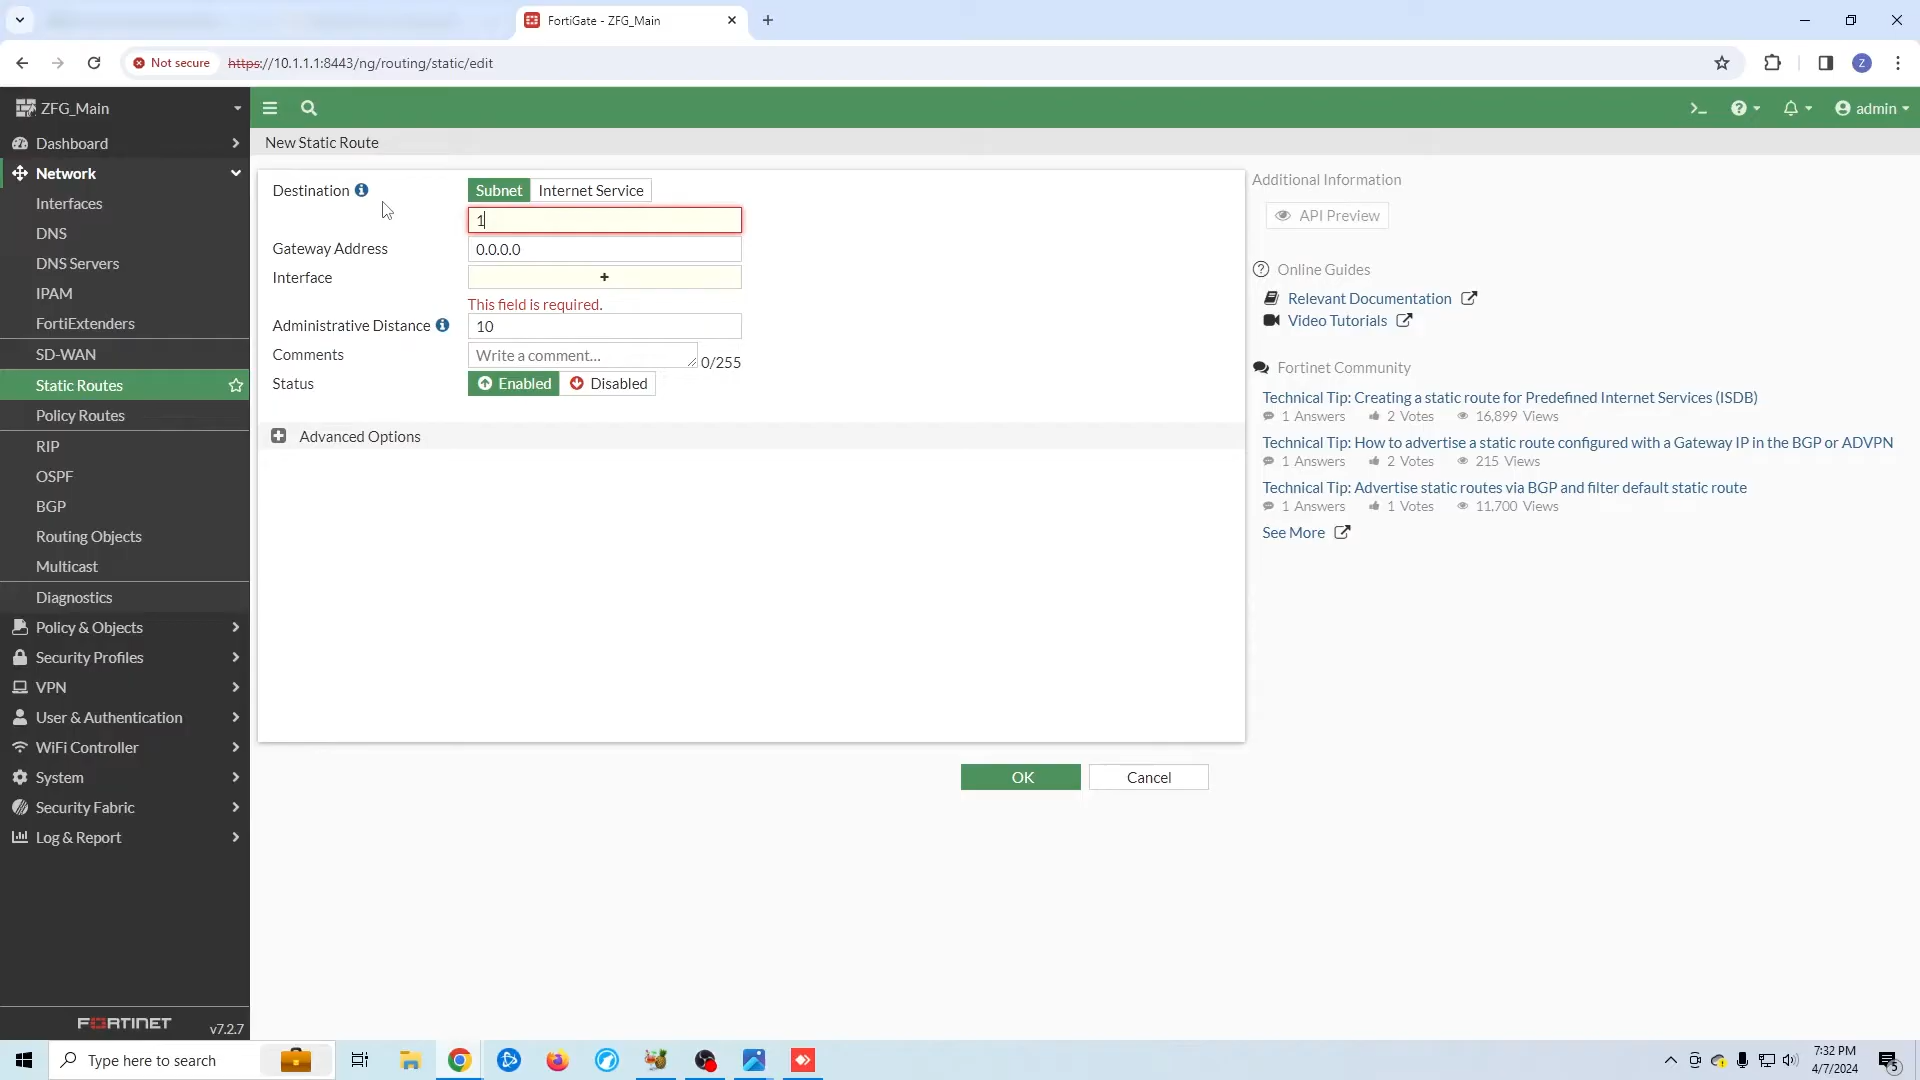 FortiGate - ZFG_Main
Not secure
https://10.1.1.1:8443/ng/routing/static/edit
Z
ZFG_Main
admin
Dashboard
Network
Interfaces
DNS
DNS Servers
IPAM
FortiExtenders
SD-WAN
Static Routes
Policy Routes
RIP
OSPF
BGP
Routing Objects
Multicast
Diagnostics
Policy & Objects
Security Profiles
VPN
User & Authentication
WiFi Controller
System
Security Fabric
Log & Report
FORTINET v7.2.7
New Static Route
Destination Subnet Internet Service
1
Gateway Address 0.0.0.0
Interface +
This field is required.
Administrative Distance 10
Comments Write a comment... 0/255
Status Enabled Disabled
Advanced Options
OK Cancel
Additional Information
API Preview
Online Guides
Relevant Documentation
Video Tutorials
Fortinet Community
Technical Tip: Creating a static route for Predefined Internet Services (ISDB)
1 Answers 2 Votes 16,899 Views
Technical Tip: How to advertise a static route configured with a Gateway IP in the BGP or ADVPN
1 Answers 2 Votes 215 Views
Technical Tip: Advertise static routes via BGP and filter default static route
1 Answers 1 Votes 11,700 Views
See More
Type here to search
7:32 PM
4/7/2024
5